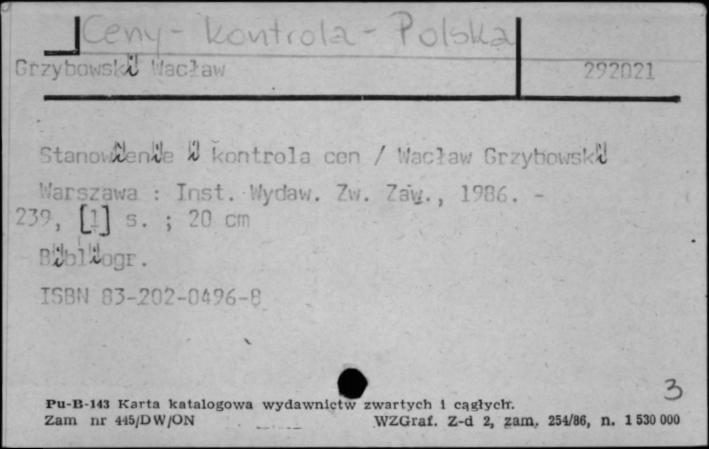 Ceny - kontrola - Polska
Grzybowski Wacław 292021
Stanowienie i kontrola cen / Wacław Grzybowski
Warszawa : Inst. Wydaw. Zw. Zaw., 1986. -
239, [1] s. ; 20 cm
Bibliogr.
ISBN 83-202-0496-8
3
Pu-B-143 Karta katalogowa wydawnictw zwartych i ciągłych.
Zam nr 445/DW/ON WZGraf. Z-d 2, zam. 254/86, n. 1 530 000